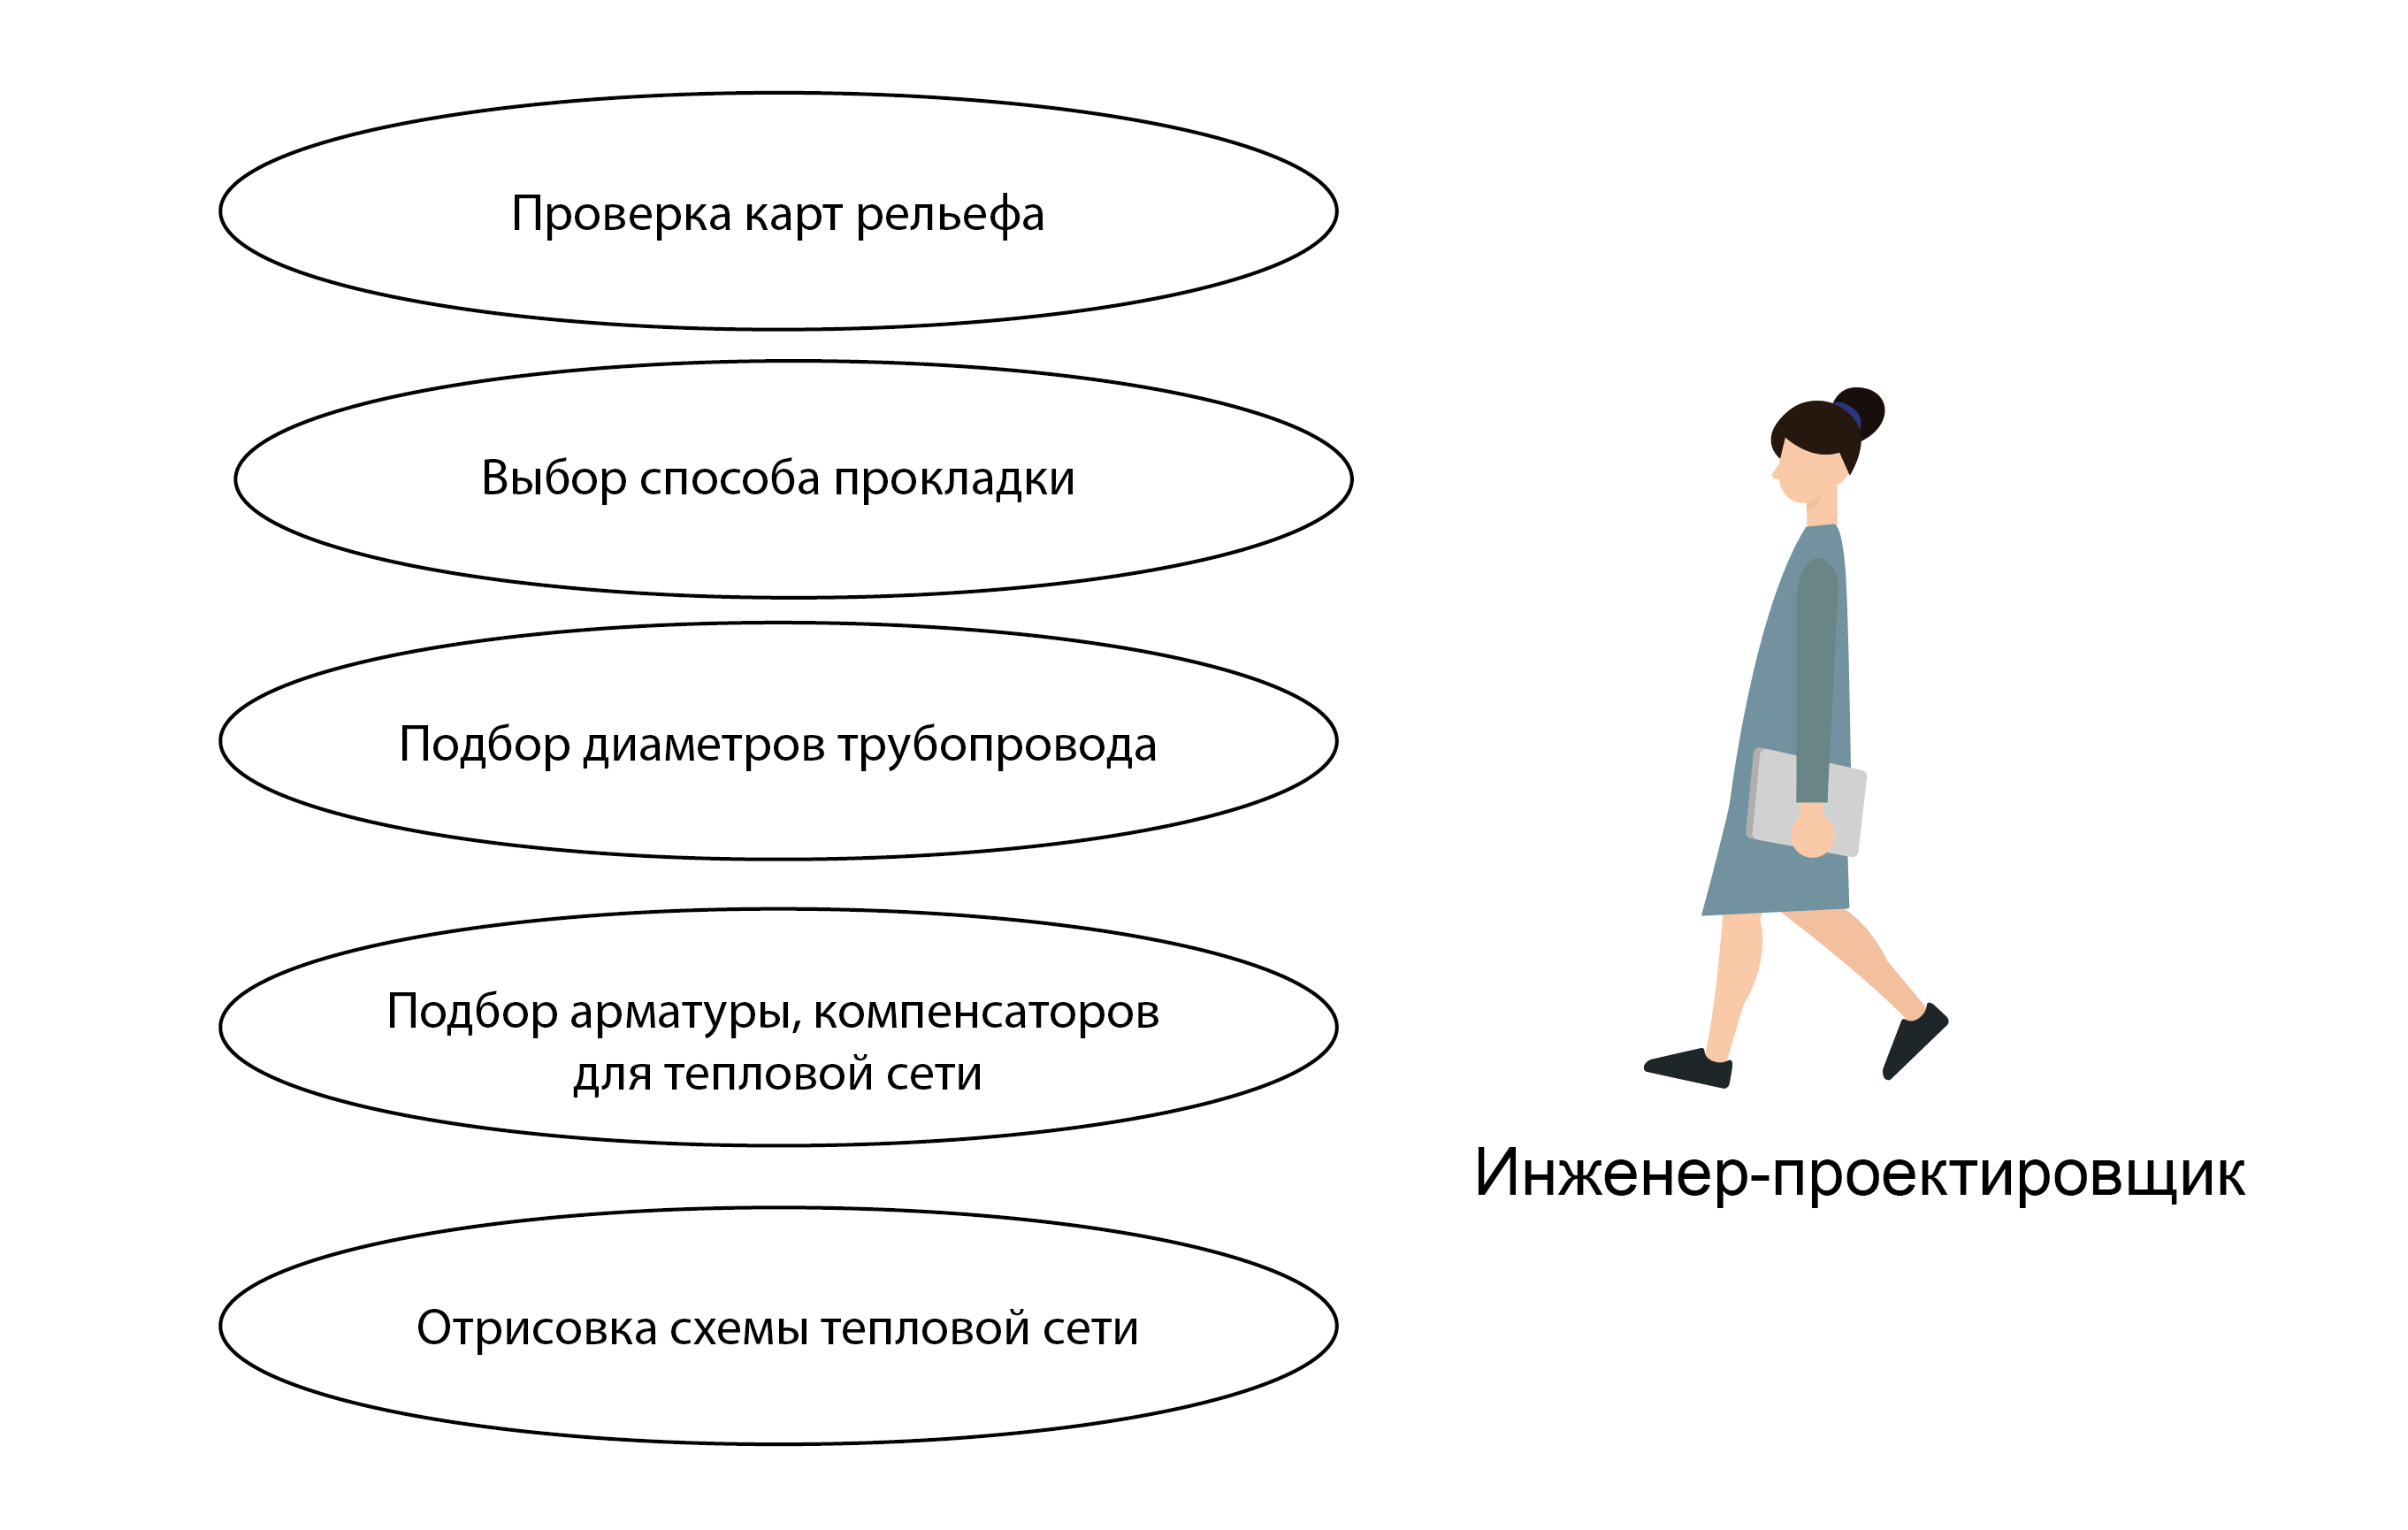 Проверка карт рельефа
Выбор способа прокладки
Подбор диаметров трубопровода
Подбор арматуры, компенсаторов
для тепловой сети
Инженер-проектировщик
Отрисовка схемы тепловой сети